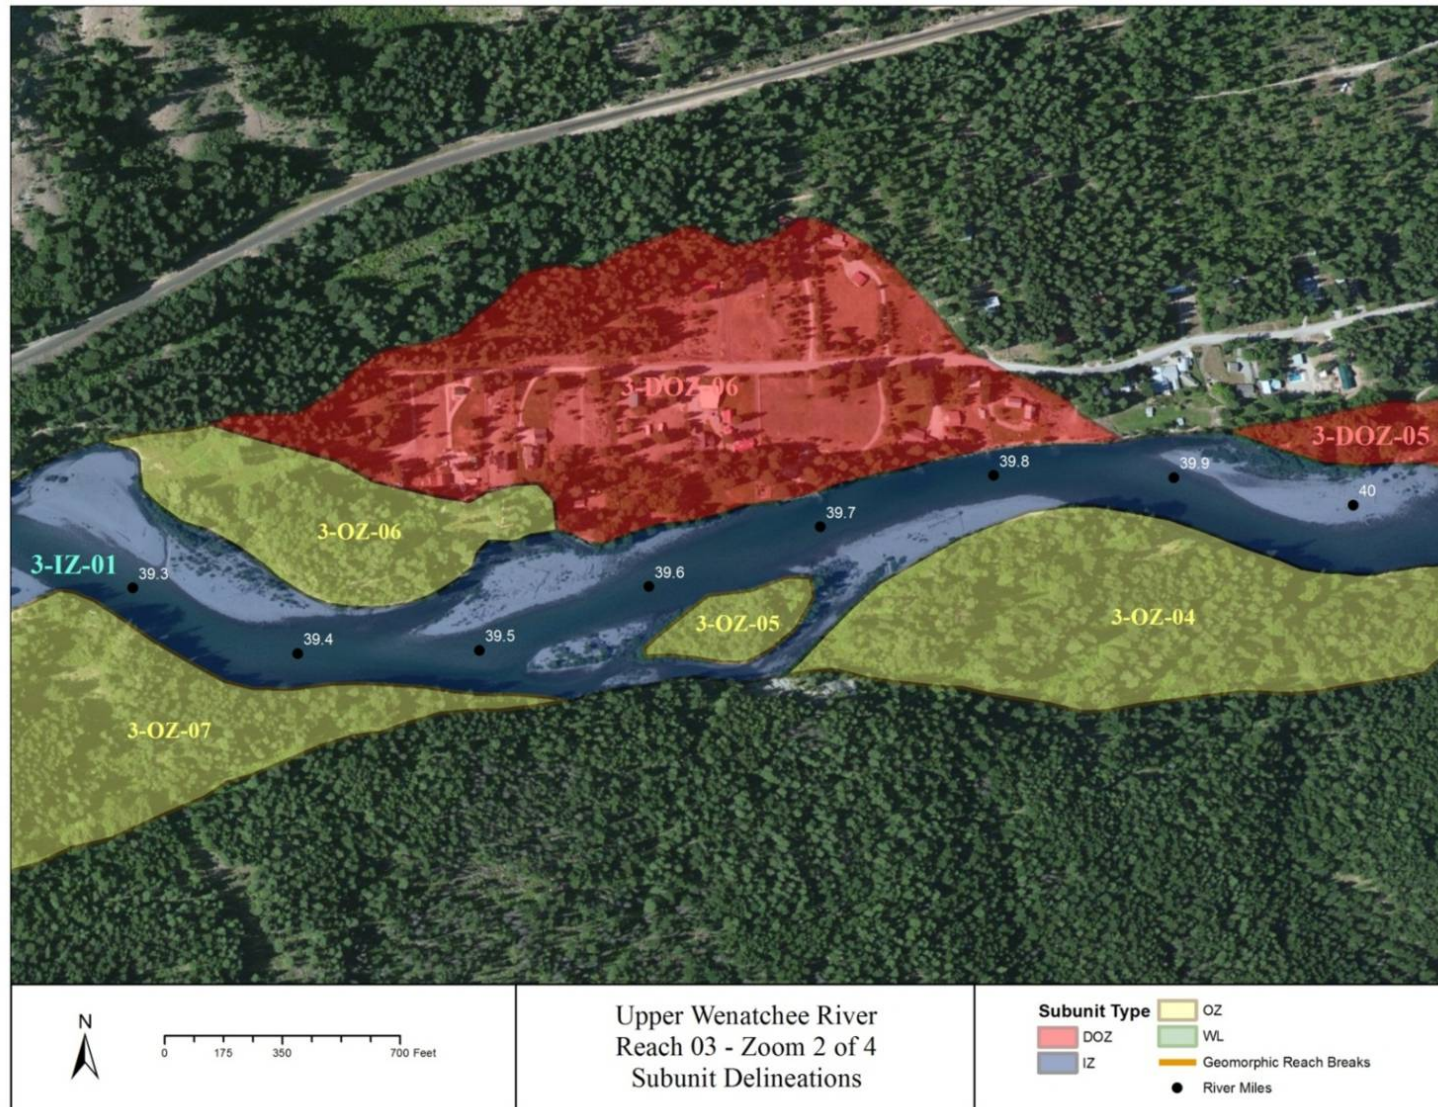 3-DOZ-06
3-DOZ-05
39.8
39.9
40
39.7
3-OZ-06
3-IZ-01
39.3
39.6
3-OZ-05
3-OZ-04
39.4
39.5
3-OZ-07
N
0 175 350 700 Feet
Upper Wenatchee River
Reach 03 - Zoom 2 of 4
Subunit Delineations
Subunit Type
DOZ
IZ
OZ
WL
Geomorphic Reach Breaks
River Miles